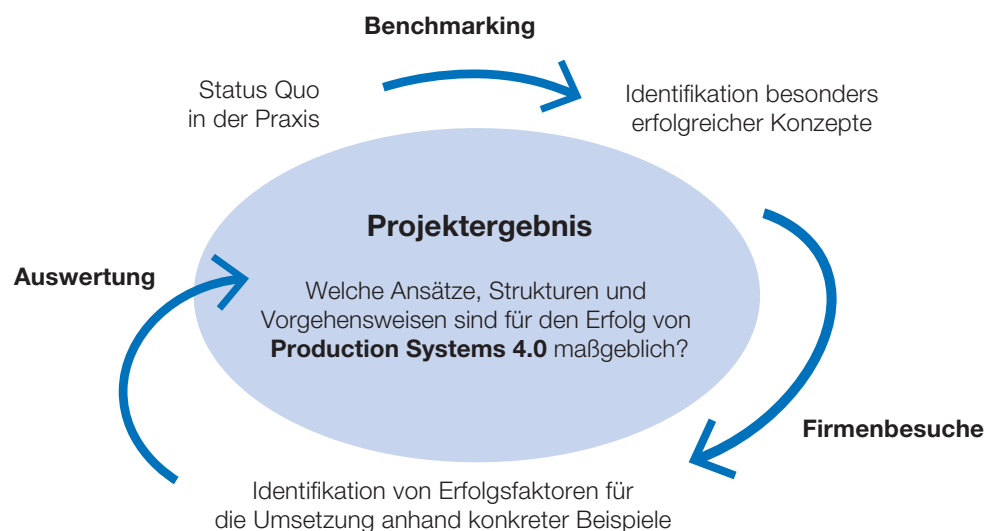 Benchmarking
Status Quo
in der Praxis
Identifikation besonders
erfolgreicher Konzepte
Projektergebnis
Auswertung
Welche Ansätze, Strukturen und
Vorgehensweisen sind für den Erfolg von
Production Systems 4.0 maßgeblich?
Firmenbesuche
Identifikation von Erfolgsfaktoren für
die Umsetzung anhand konkreter Beispiele